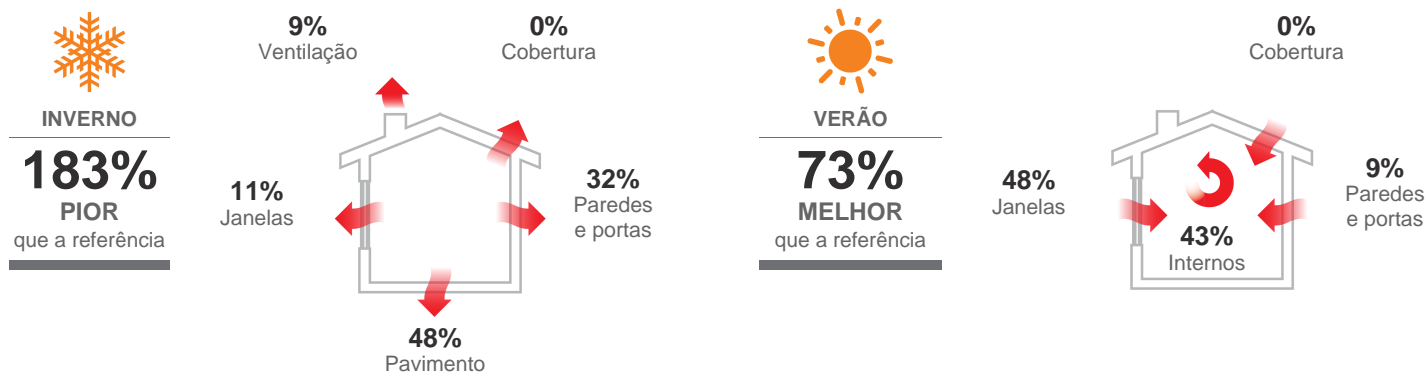 INVERNO
183%
PIOR
que a referência
9%
Ventilação
0%
Cobertura
11%
Janelas
32%
Paredes
e portas
48%
Pavimento
VERÃO
73%
MELHOR
que a referência
0%
Cobertura
48%
Janelas
9%
Paredes
e portas
43%
Internos